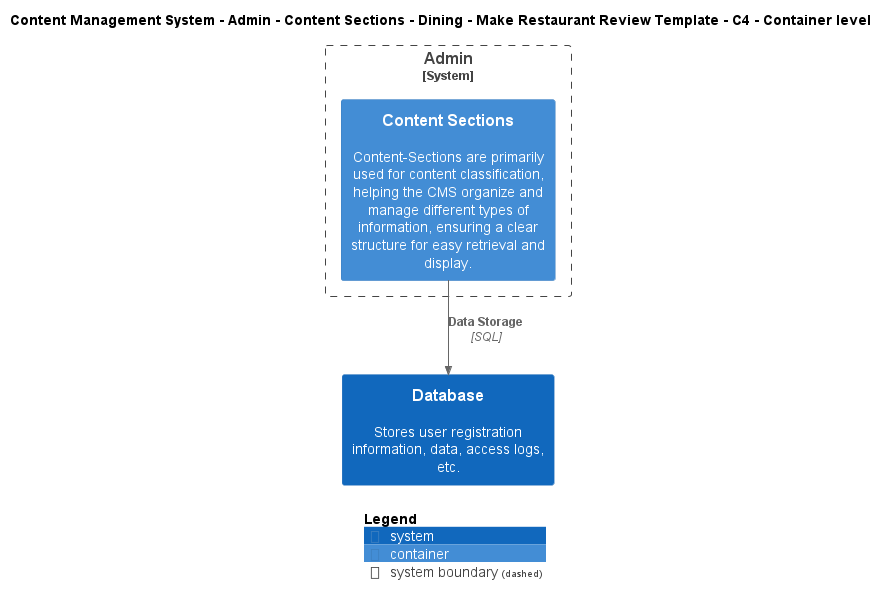 Content Management System - Admin - Content Sections - Dining - Make Restaurant Review Template - C4 - Container level
Admin
[System]
Content Sections
Content-Sections are primarily
used for content classification,
helping the CMS organize and
manage different types of
information, ensuring a clear
structure for easy retrieval and
display.
Data Storage
[SQL]
Database
Stores user registration
information, data, access logs,
etc.
Legend
system
container
system boundary (dashed)